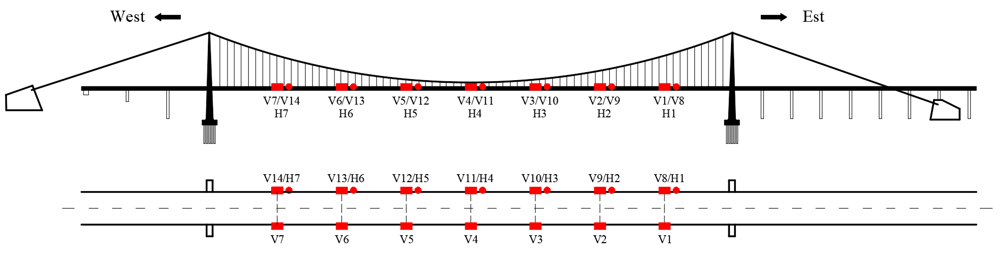 West Est
V7/V14 V6/V13 V5/V12 V4/V11 V3/V10 V2/V9 V1/V8
H7 H6 H5 H4 H3 H2 H1
V14/H7 V13/H6 V12/H5 V11/H4 V10/H3 V9/H2 V8/H1
V7 V6 V5 V4 V3 V2 V1